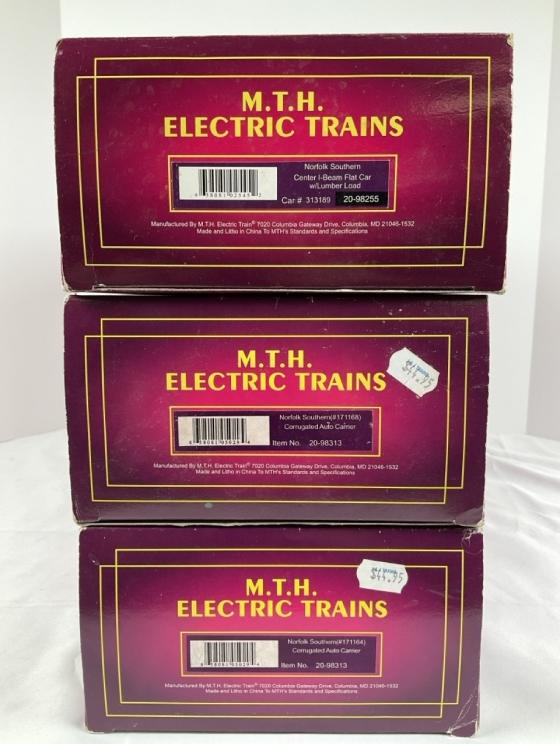 M.T.H.
ELECTRIC TRAINS
Norfolk Southern
Center I-Beam Flat Car
w/Lumber Load
Car # 313189 20-98255
Manufactured By M.T.H. Electric Train® 7020 Columbia Gateway Drive, Columbia, MD 21046-1532
Made and Litho in China To MTH's Standards and Specifications
M.T.H.
ELECTRIC TRAINS
Norfolk Southern(#171168)
Corrugated Auto Carrier
Item No. 20-98313
Manufactured By M.T.H. Electric Train® 7020 Columbia Gateway Drive, Columbia, MD 21046-1532
Made and Litho in China To MTH's Standards and Specifications
M.T.H.
ELECTRIC TRAINS
$44.95
Norfolk Southern(#171164)
Corrugated Auto Carrier
Item No. 20-98313
Manufactured By M.T.H. Electric Train® 7020 Columbia Gateway Drive, Columbia, MD 21046-1532
Made and Litho in China To MTH's Standards and Specifications